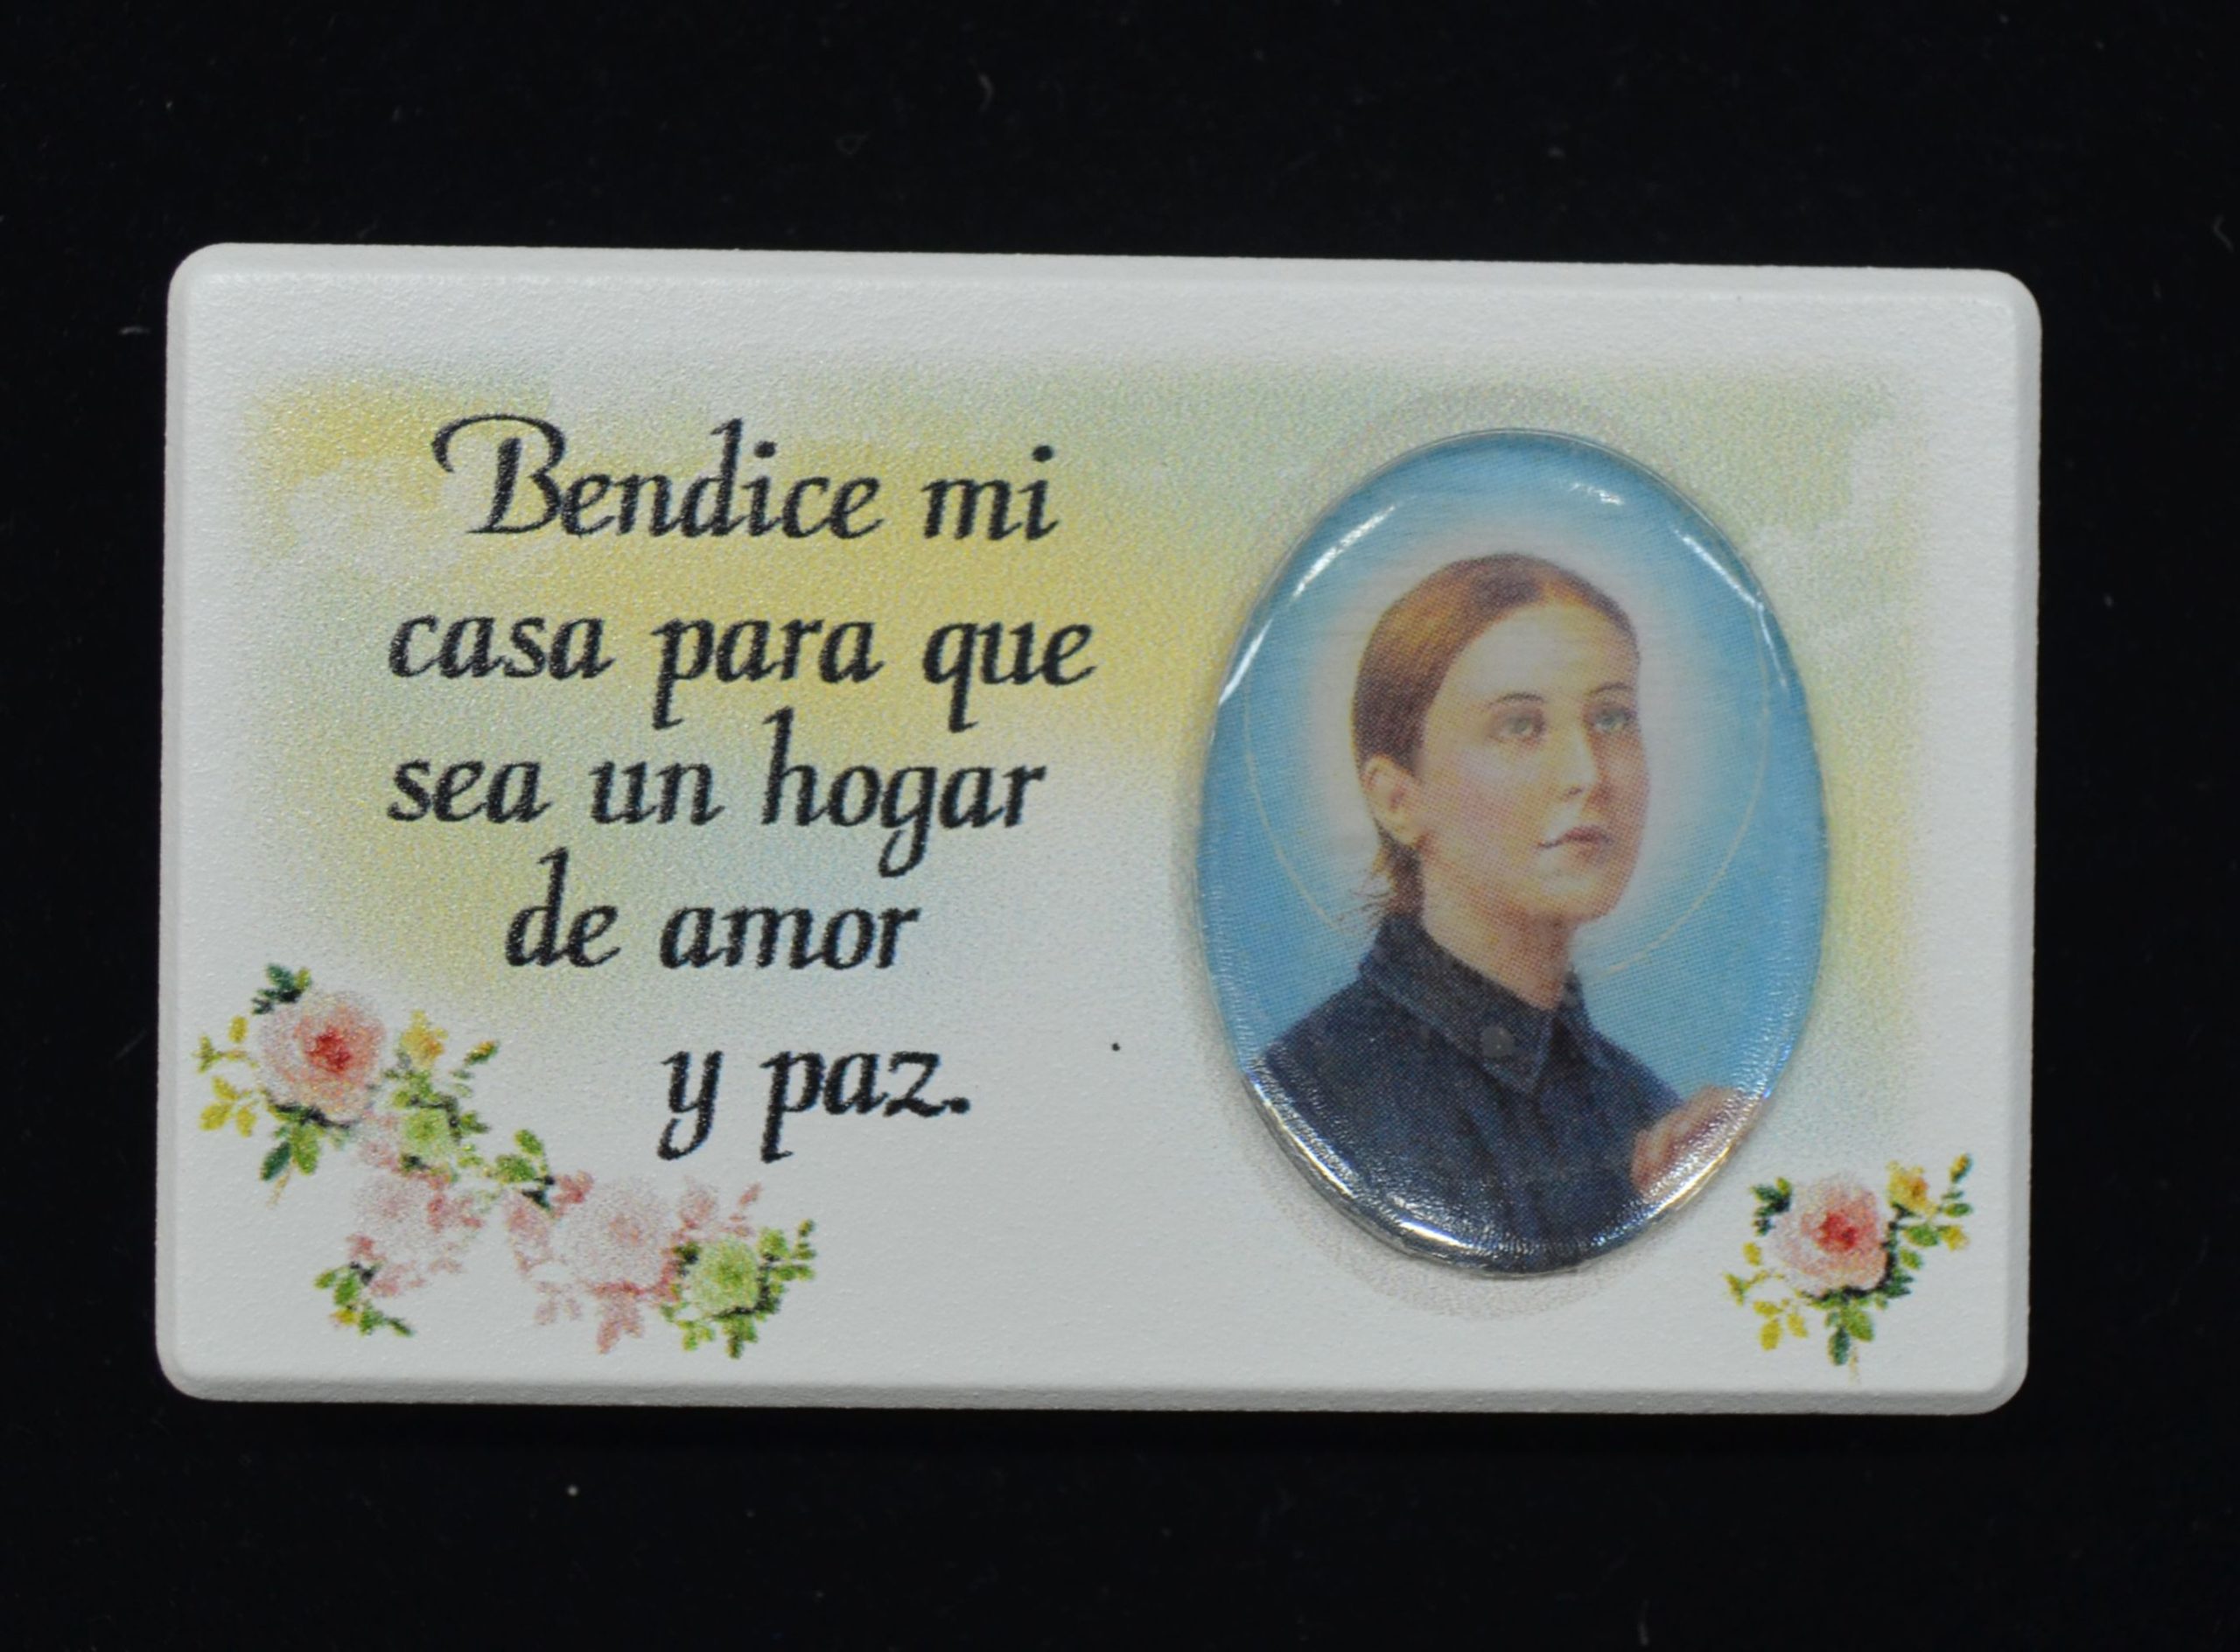 Bendice mi
casa para que
sea un hogar
de amor
y paz.